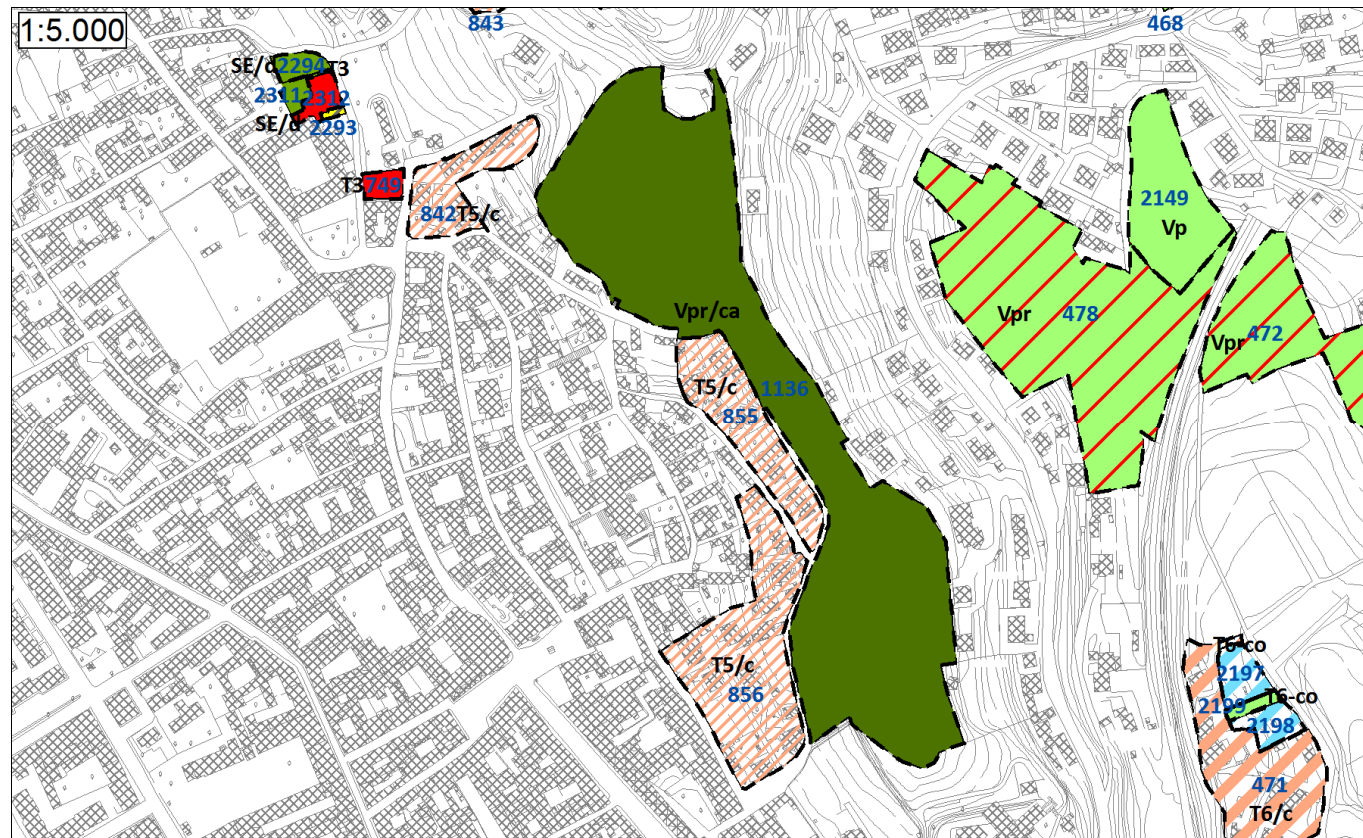 1:5.000
843
468
SE/d
2294
T3
2311
2312
SE/d
2293
T3
749
842
T5/c
2149
Vp
Vpr/ca
Vpr
478
Vpr
472
T5/c
855
1136
T5/c
856
T6-co
2197
T6-co
2199
2198
471
T6/c